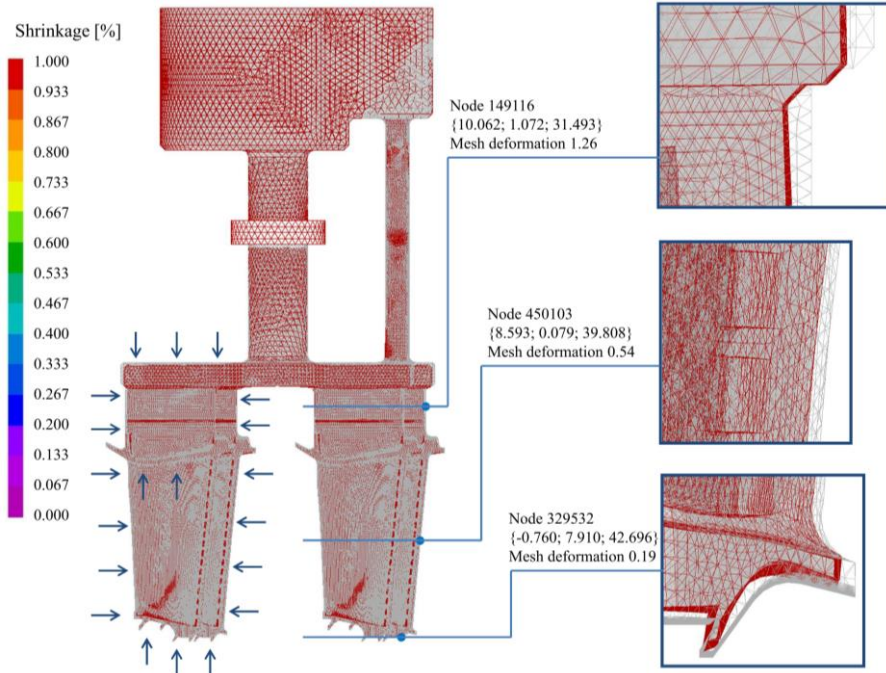 Shrinkage [%]
1.000
0.933
0.867
0.800
0.733
0.667
0.600
0.533
0.467
0.400
0.333
0.267
0.200
0.133
0.067
0.000
Node 149116
{10.062; 1.072; 31.493}
Mesh deformation 1.26
Node 450103
{8.593; 0.079; 39.808}
Mesh deformation 0.54
Node 329532
{-0.760; 7.910; 42.696}
Mesh deformation 0.19